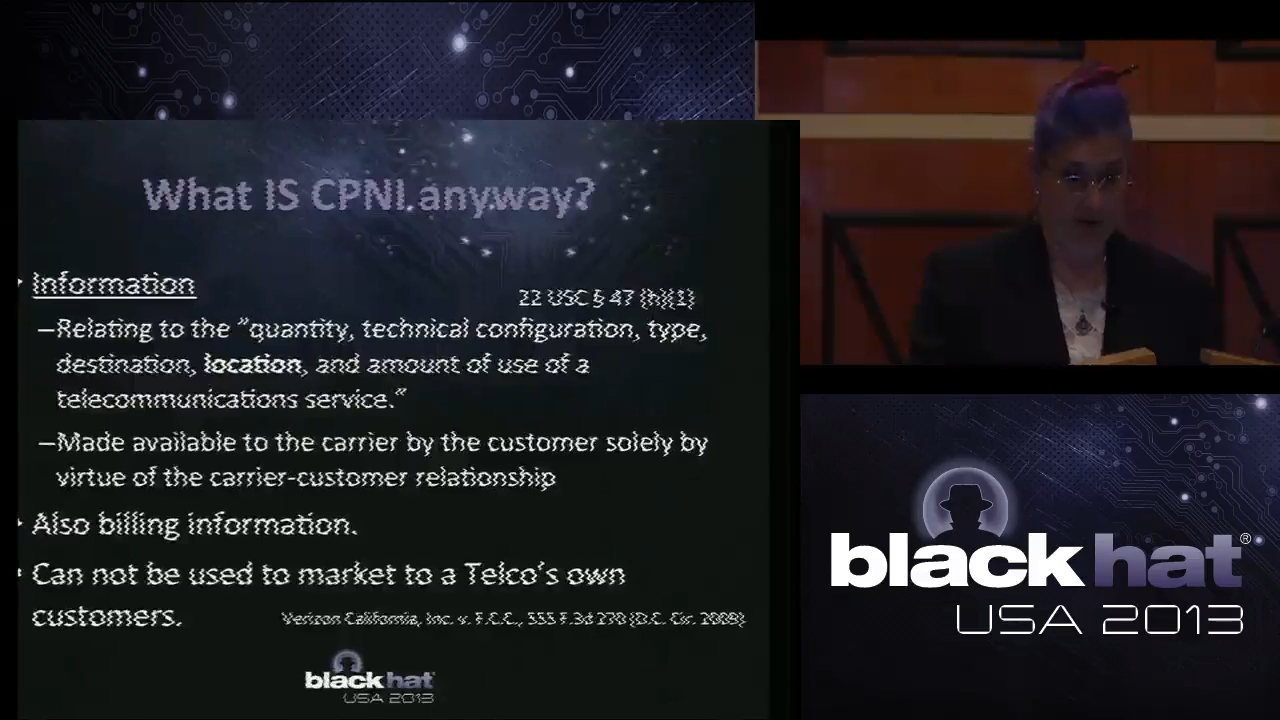 What IS CPNI anyway?
Information
22 USC § 47 (h)(1)
–Relating to the "quantity, technical configuration, type,
destination, location, and amount of use of a
telecommunications service."
–Made available to the carrier by the customer solely by
virtue of the carrier-customer relationship
Also billing information.
Can not be used to market to a Telco's own
customers.
Verizon California, Inc. v. F.C.C., 555 F.3d 270 (D.C. Cir. 2009)
black hat
USA 2013
black hat®
USA 2013